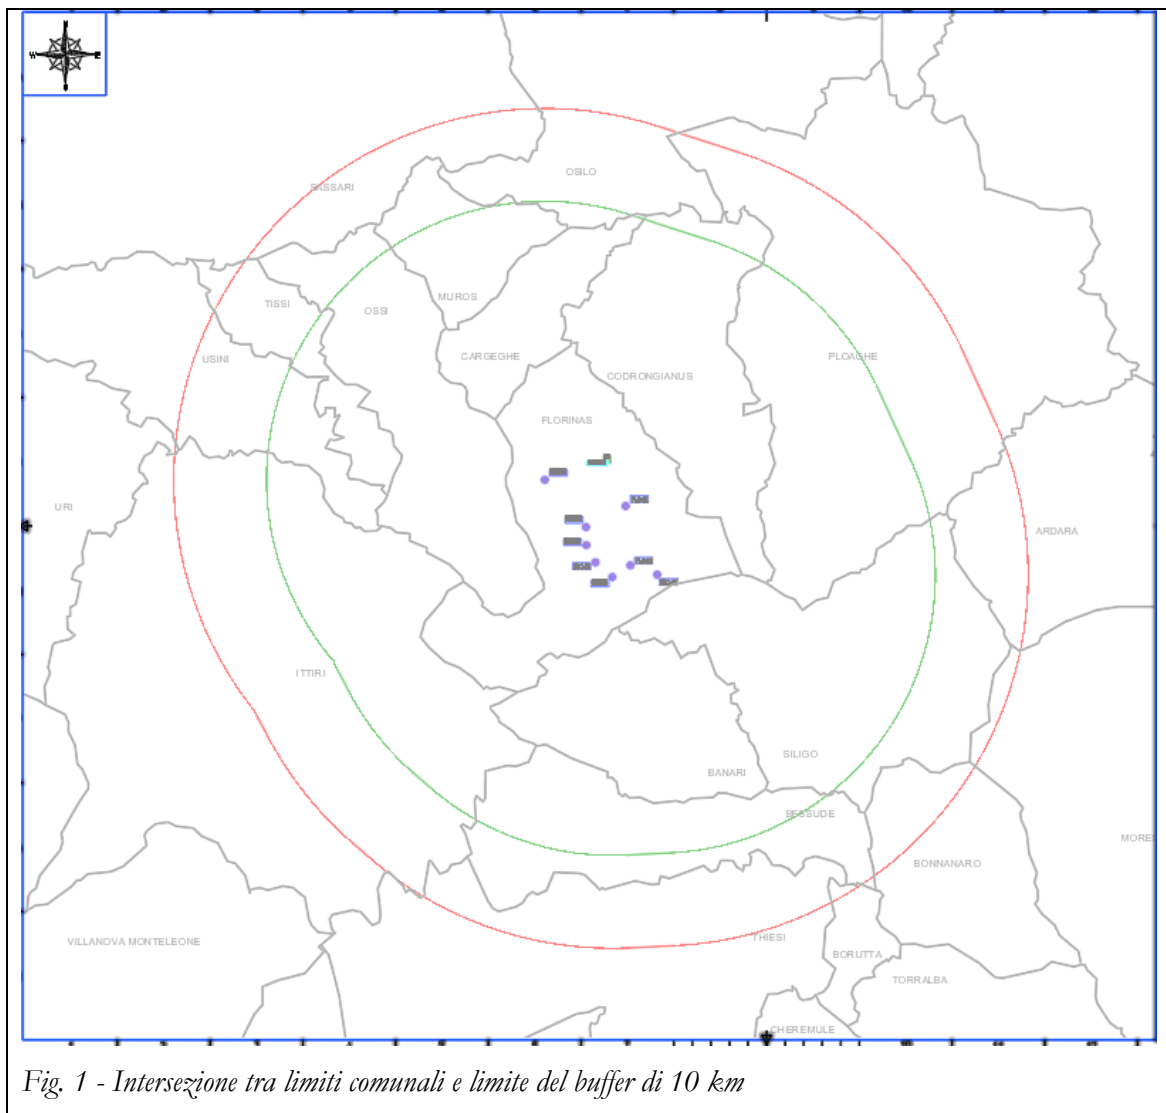 W E
OSILO
SASSARI
MUROS
TISSI
OSSI
CARGEGHE
USINI
PLOAGHE
CODRONGIANUS
FLORINAS
URI
ARDARA
ITTIRI
SILIGO
BANARI
BESSUDE
MORE
BONNANARO
THIESI
VILLANOVA MONTELEONE
BORUTTA
TORRALBA
CHEREMULE
Fig. 1 - Intersezione tra limiti comunali e limite del buffer di 10 km